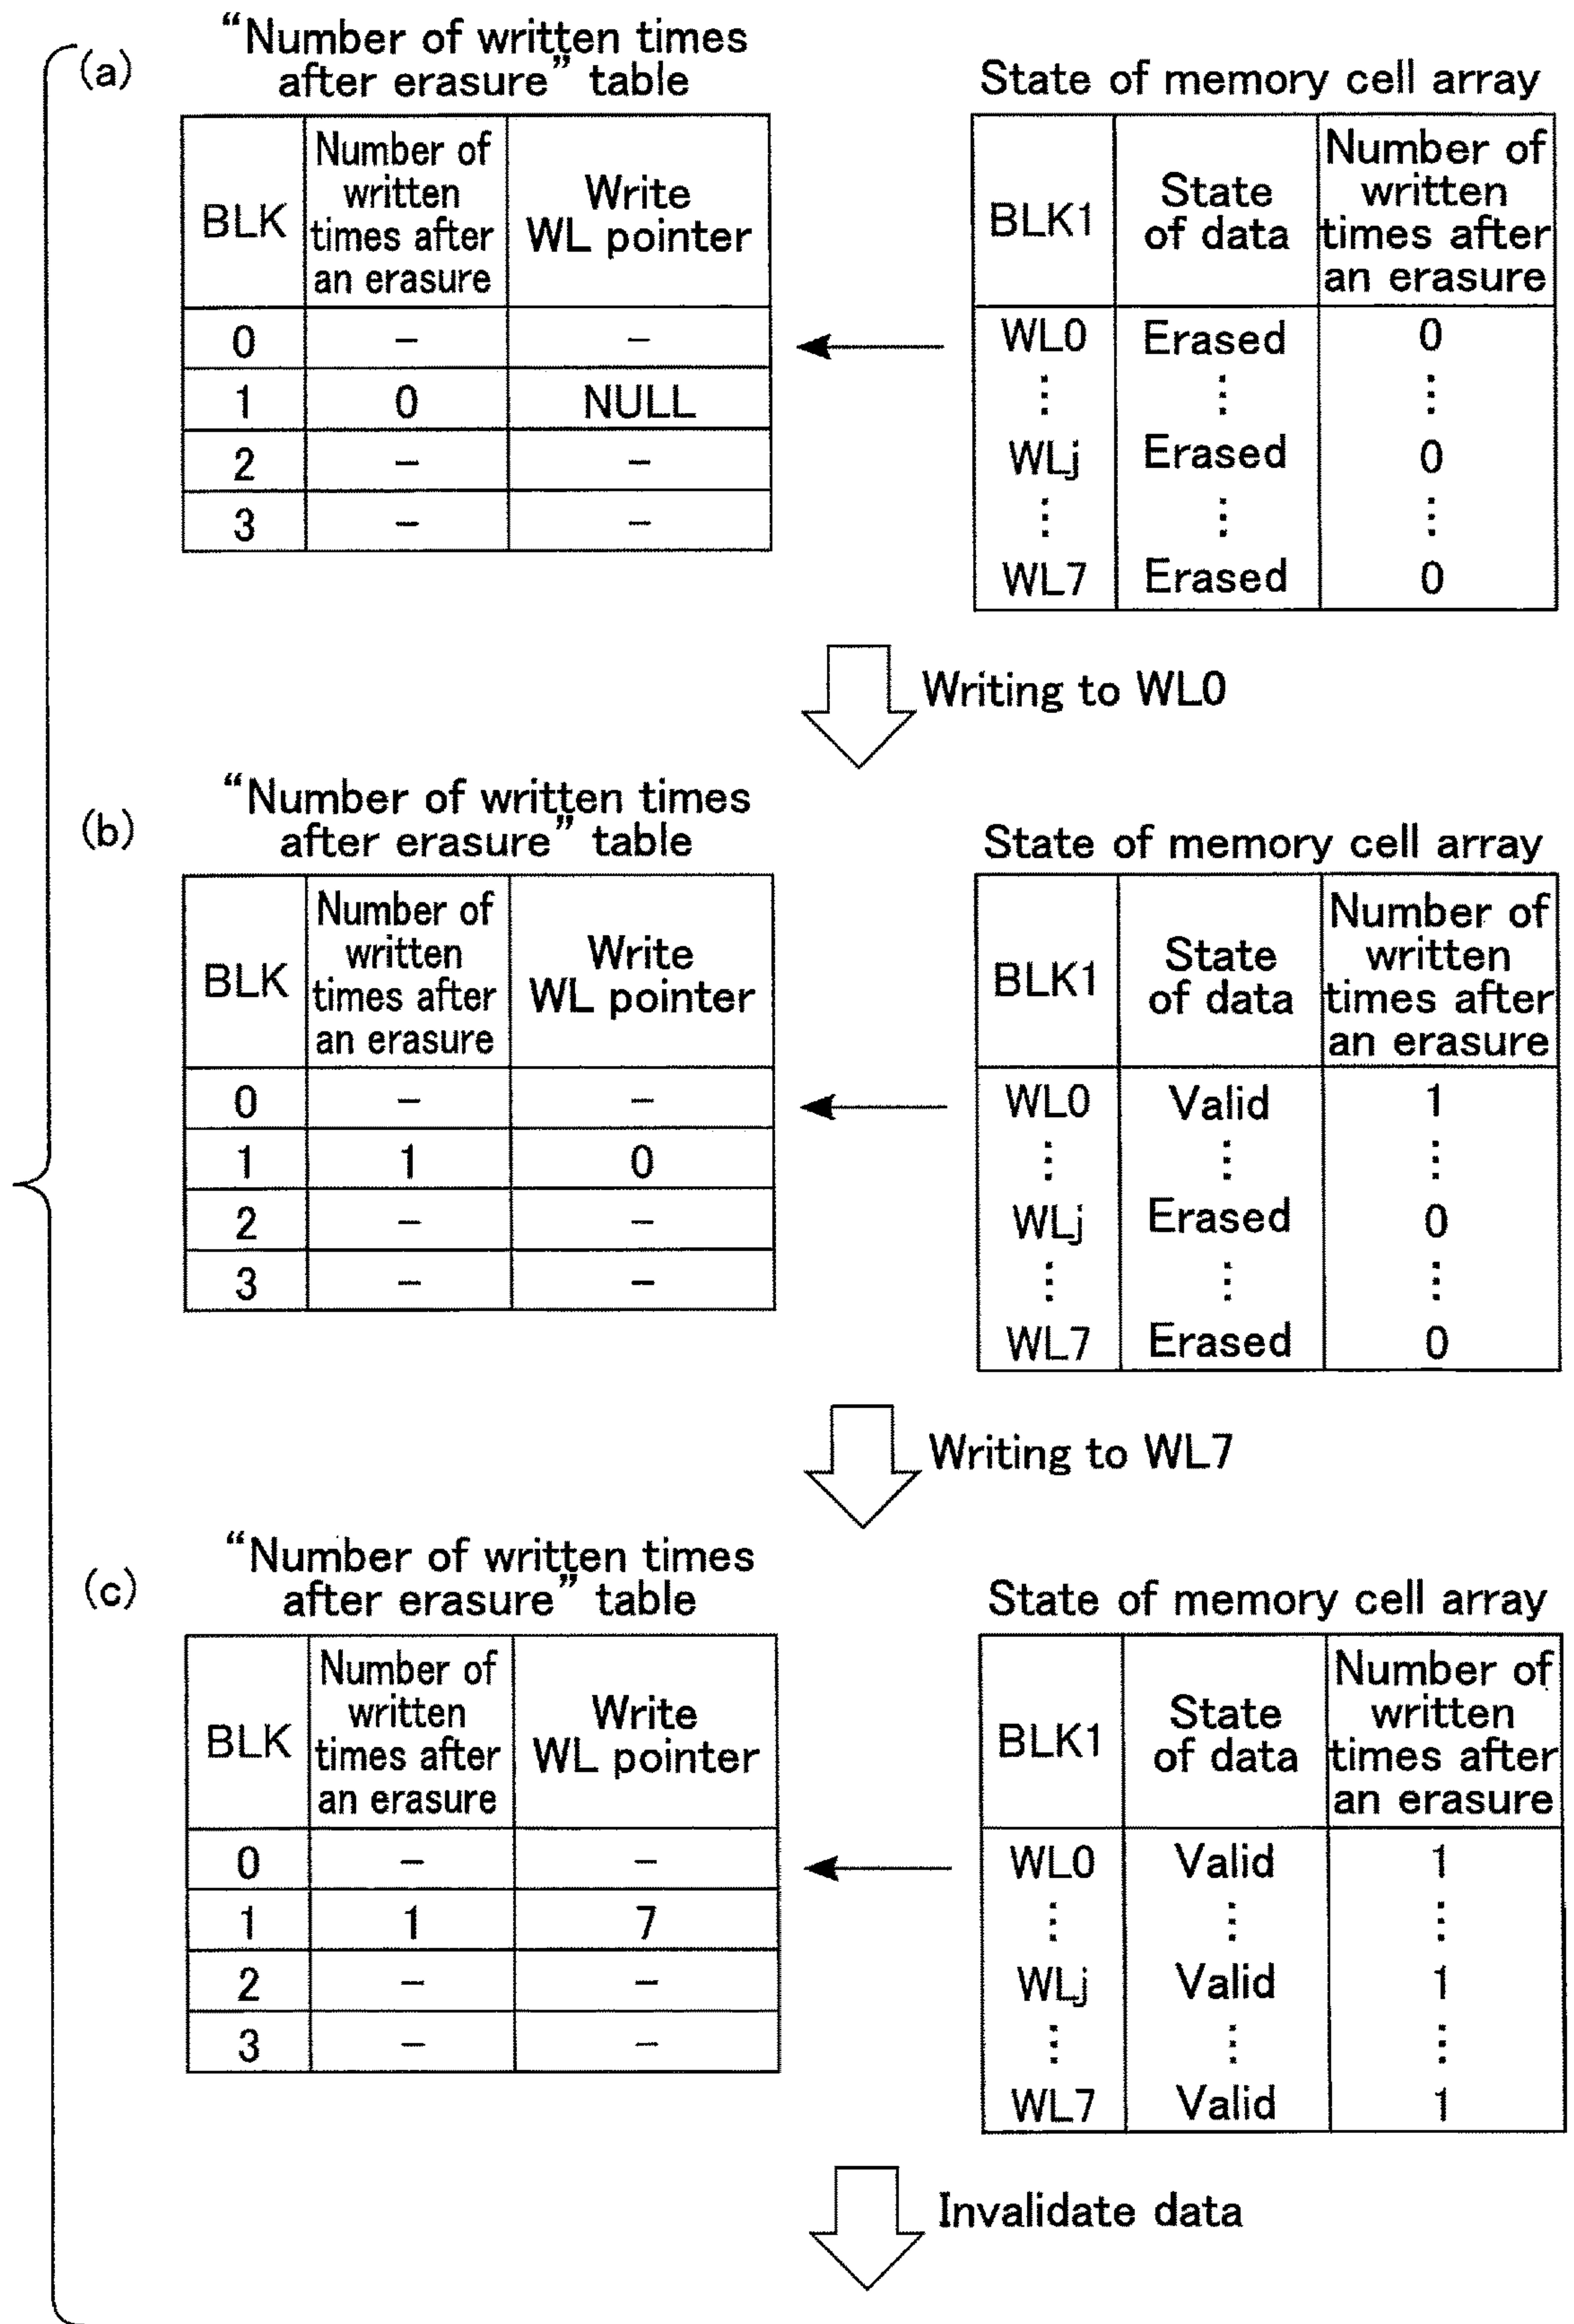 (a)
“Number of written times
after erasure” table
State of memory cell array
BLK
Number of
written
times after
an erasure
Write
WL pointer
0 – –
1 0 NULL
2 – –
3 – –
BLK1
State
of data
Number of
written
times after
an erasure
WL0 Erased 0
⋮ ⋮ ⋮
WLj Erased 0
⋮ ⋮ ⋮
WL7 Erased 0
Writing to WL0
(b)
“Number of written times
after erasure” table
State of memory cell array
BLK
Number of
written
times after
an erasure
Write
WL pointer
0 – –
1 1 0
2 – –
3 – –
BLK1
State
of data
Number of
written
times after
an erasure
WL0 Valid 1
⋮ ⋮ ⋮
WLj Erased 0
⋮ ⋮ ⋮
WL7 Erased 0
Writing to WL7
(c)
“Number of written times
after erasure” table
State of memory cell array
BLK
Number of
written
times after
an erasure
Write
WL pointer
0 – –
1 1 7
2 – –
3 – –
BLK1
State
of data
Number of
written
times after
an erasure
WL0 Valid 1
⋮ ⋮ ⋮
WLj Valid 1
⋮ ⋮ ⋮
WL7 Valid 1
Invalidate data